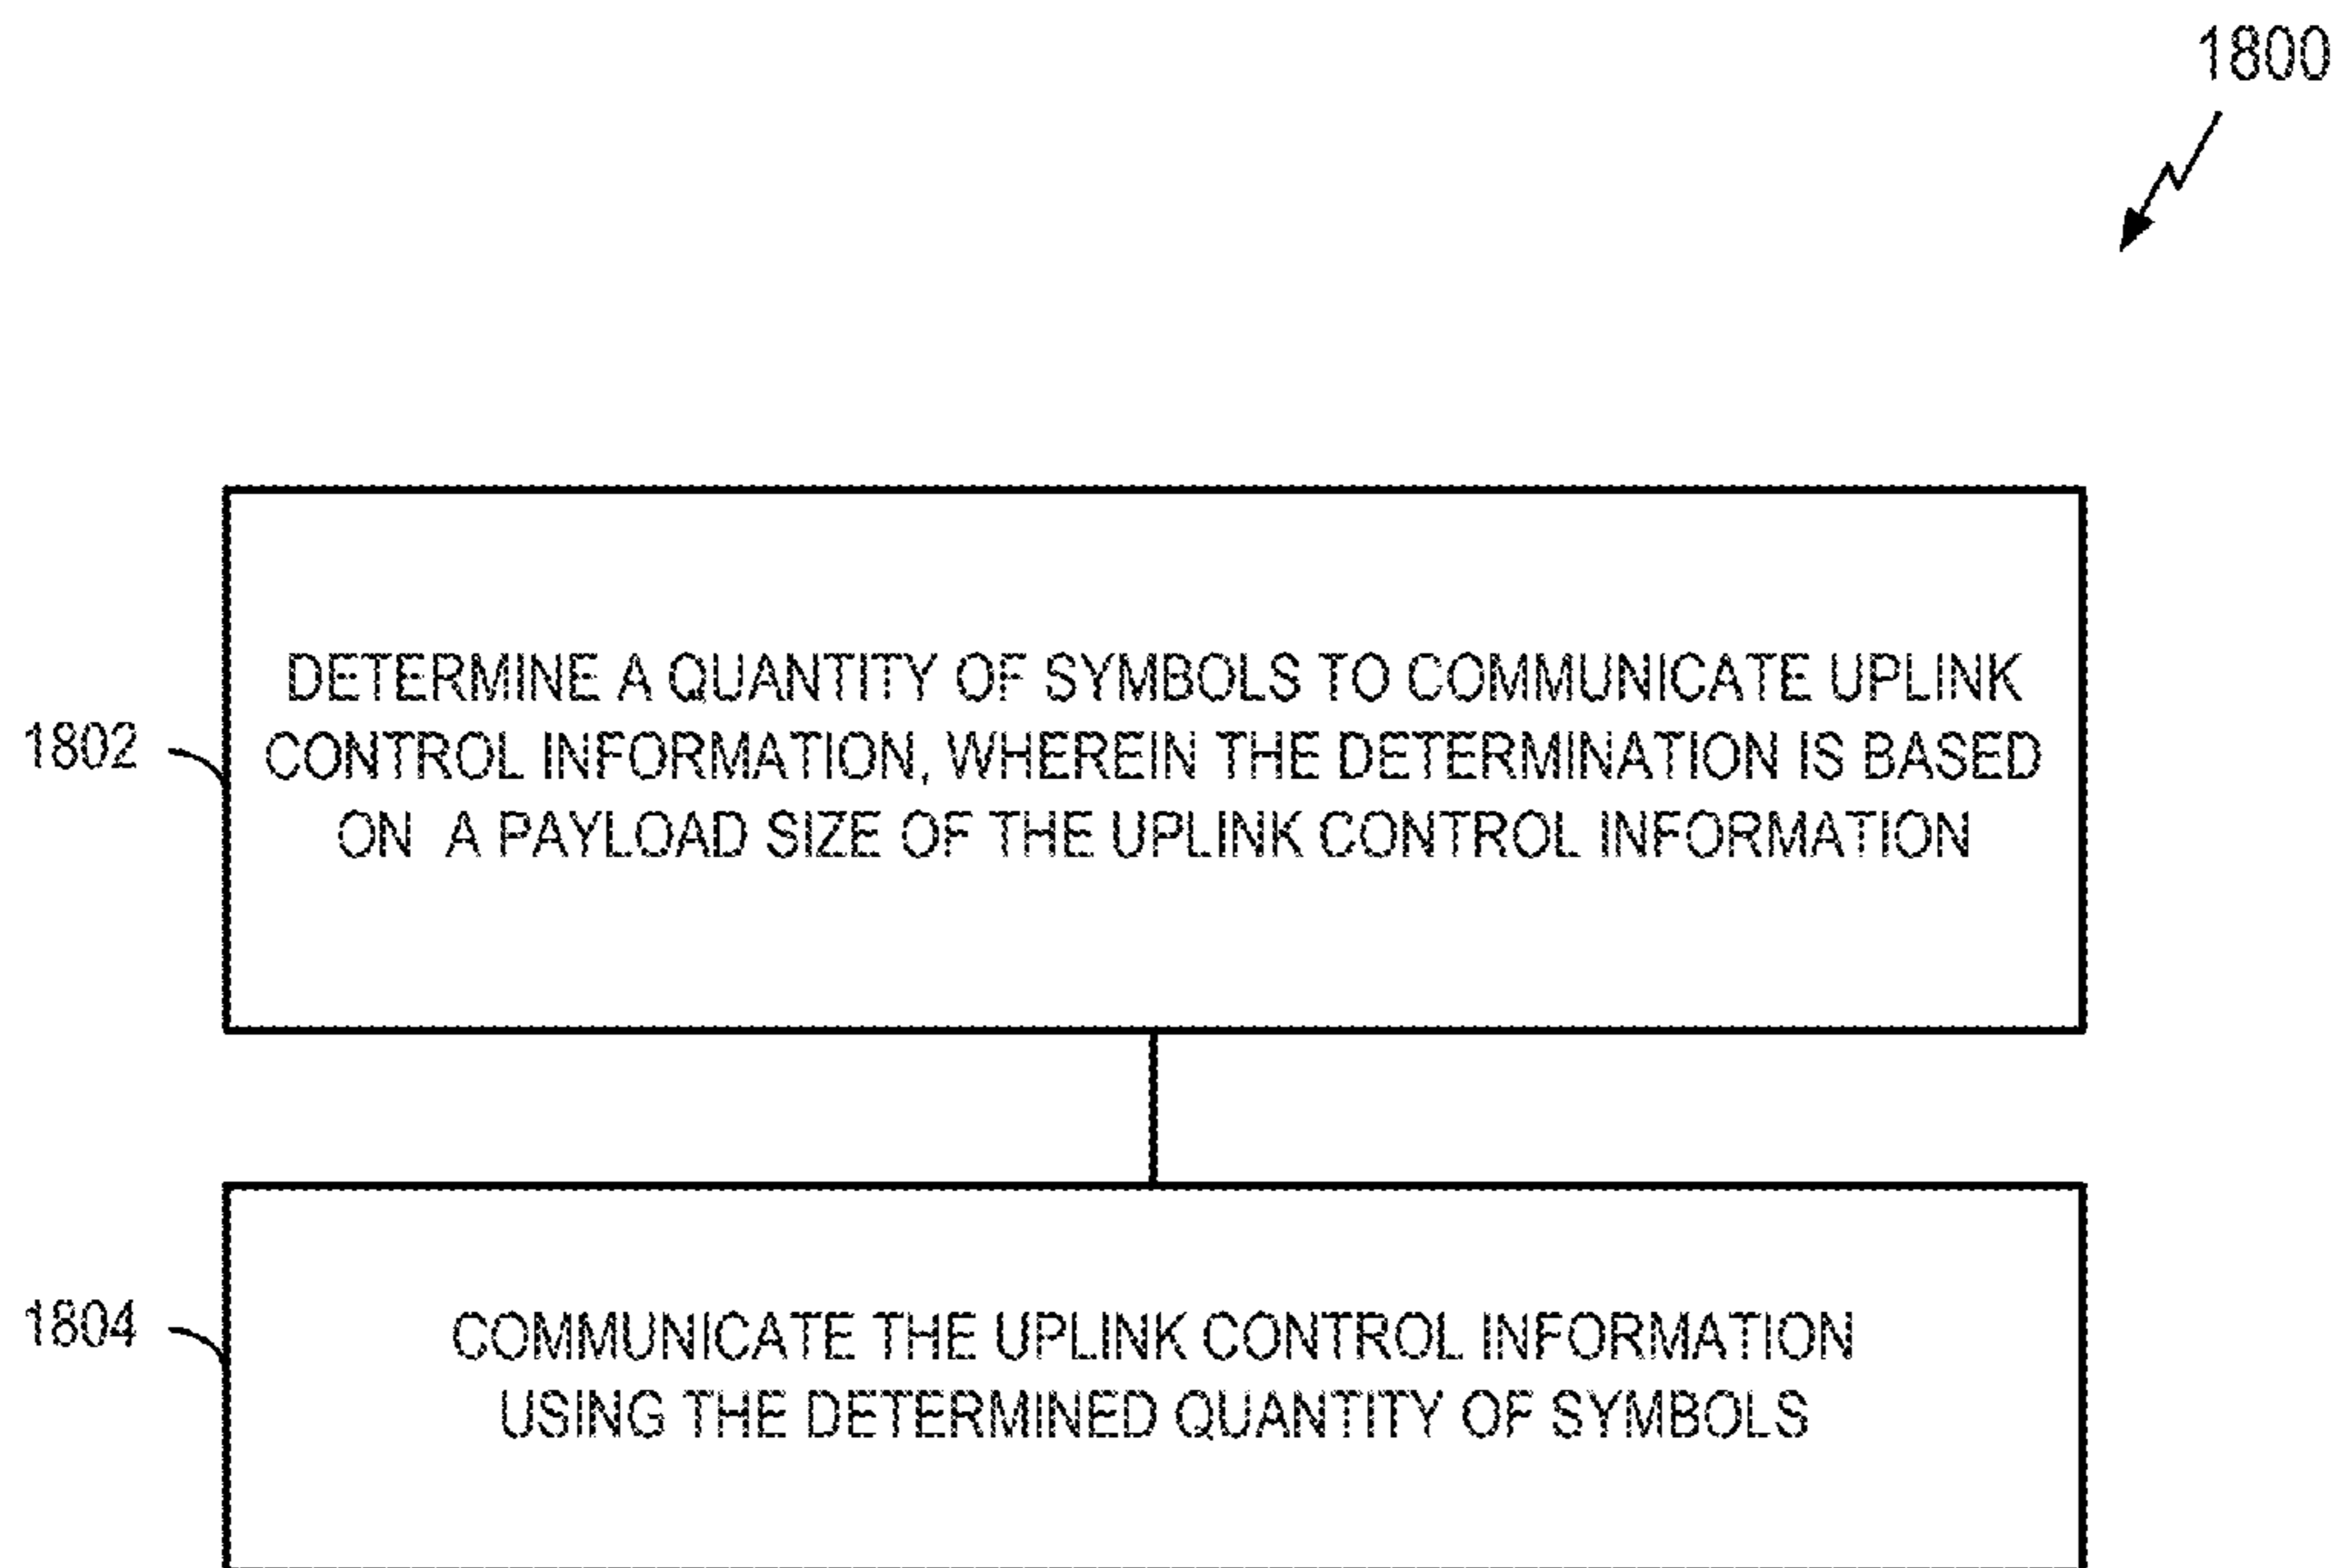 1800
DETERMINE A QUANTITY OF SYMBOLS TO COMMUNICATE UPLINK
CONTROL INFORMATION, WHEREIN THE DETERMINATION IS BASED
ON A PAYLOAD SIZE OF THE UPLINK CONTROL INFORMATION
1802
COMMUNICATE THE UPLINK CONTROL INFORMATION
USING THE DETERMINED QUANTITY OF SYMBOLS
1804